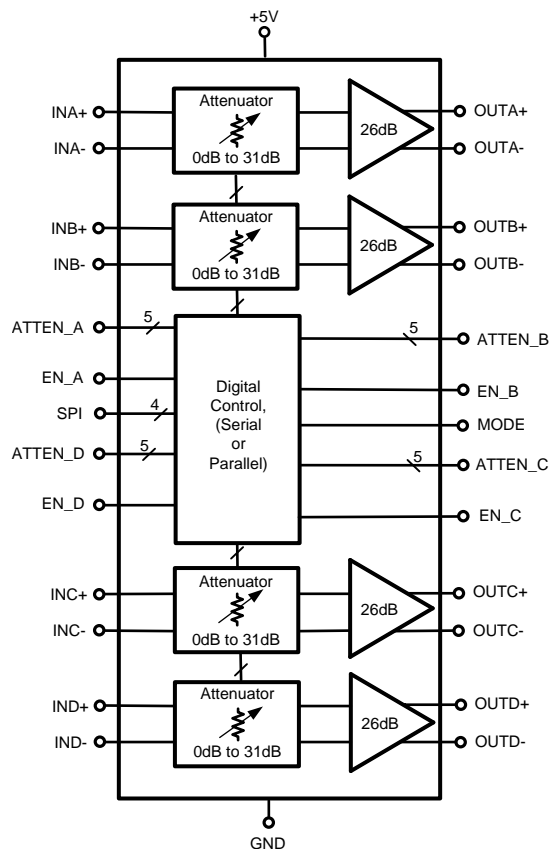 +5V
INA+
Attenuator
0dB to 31dB
26dB
OUTA+
INA-
OUTA-
INB+
Attenuator
0dB to 31dB
26dB
OUTB+
INB-
OUTB-
ATTEN_A
5
5
ATTEN_B
EN_A
EN_B
SPI
4
Digital
Control,
(Serial
or
Parallel)
MODE
ATTEN_D
5
5
ATTEN_C
EN_D
EN_C
INC+
Attenuator
0dB to 31dB
26dB
OUTC+
INC-
OUTC-
IND+
Attenuator
0dB to 31dB
26dB
OUTD+
IND-
OUTD-
GND